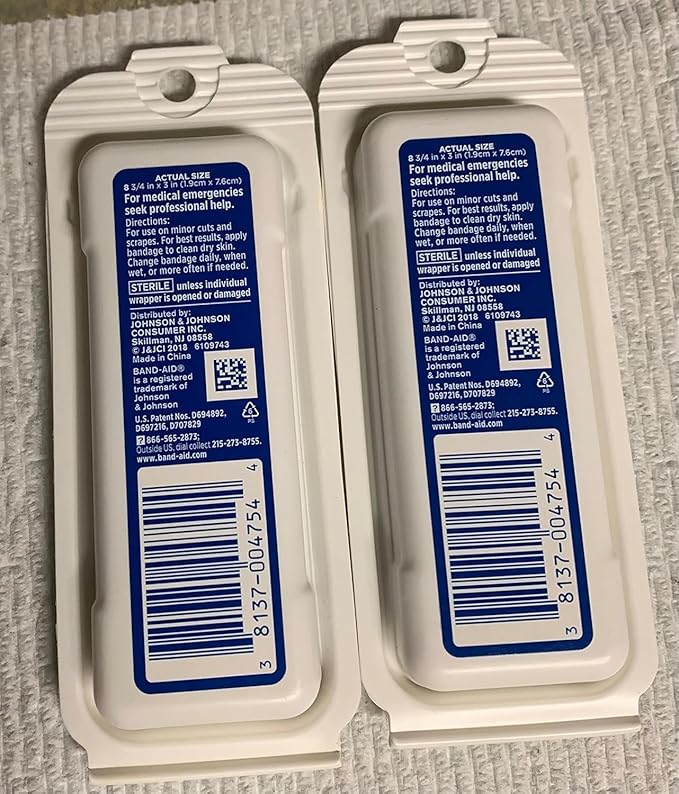 ACTUAL SIZE
8 3/4 in x 3 in (1.9cm x 7.6cm)
For medical emergencies
seek professional help.
Directions:
For use on minor cuts and
scrapes. For best results, apply
bandage to clean dry skin.
Change bandage daily, when
wet, or more often if needed.
STERILE unless individual
wrapper is opened or damaged
Distributed by:
JOHNSON & JOHNSON
CONSUMER INC.
Skillman, NJ 08558
© J&JCI 2018 6109743
Made in China
BAND-AID®
is a registered
trademark of
Johnson
& Johnson
6
PS
U.S. Patent Nos. D694892,
D697216, D707829
866-565-2873;
Outside US, dial collect 215-273-8755.
www.band-aid.com
3 8137-004754 4
ACTUAL SIZE
8 3/4 in x 3 in (1.9cm x 7.6cm)
For medical emergencies
seek professional help.
Directions:
For use on minor cuts and
scrapes. For best results, apply
bandage to clean dry skin.
Change bandage daily, when
wet, or more often if needed.
STERILE unless individual
wrapper is opened or damaged
Distributed by:
JOHNSON & JOHNSON
CONSUMER INC.
Skillman, NJ 08558
© J&JCI 2018 6109743
Made in China
BAND-AID®
is a registered
trademark of
Johnson
& Johnson
6
PS
U.S. Patent Nos. D694892,
D697216, D707829
866-565-2873;
Outside US, dial collect 215-273-8755.
www.band-aid.com
3 8137-004754 4